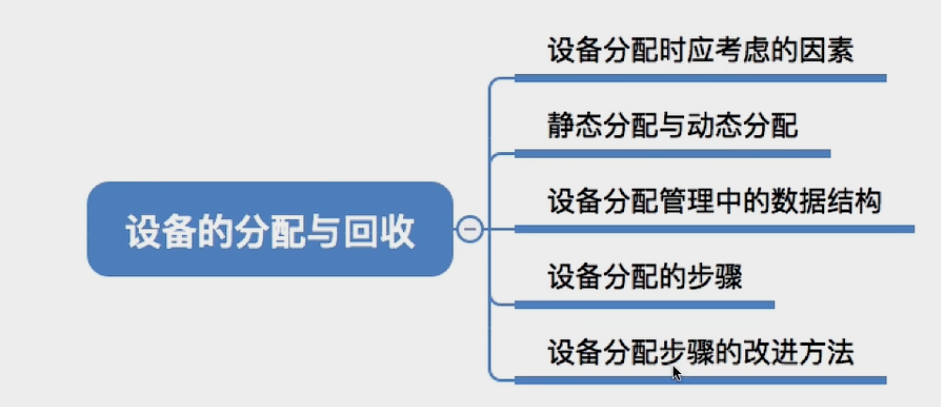 设备分配时应考虑的因素
静态分配与动态分配
设备的分配与回收
设备分配管理中的数据结构
设备分配的步骤
设备分配步骤的改进方法